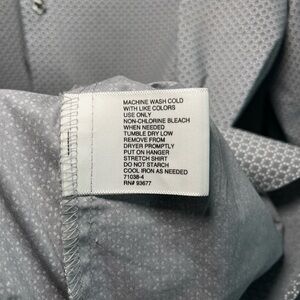 MACHINE WASH COLD
WITH LIKE COLORS
USE ONLY
NON-CHLORINE BLEACH
WHEN NEEDED
TUMBLE DRY LOW
REMOVE FROM
DRYER PROMPTLY
PUT ON HANGER
STRETCH SHIRT
DO NOT STARCH
COOL IRON AS NEEDED
71038-4
RN# 93677